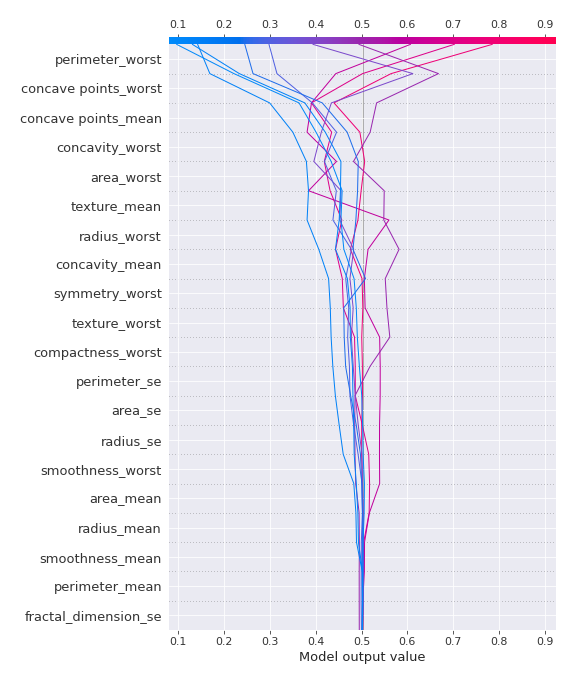 0.1 0.2 0.3 0.4 0.5 0.6 0.7 0.8 0.9
perimeter_worst
concave points_worst
concave points_mean
concavity_worst
area_worst
texture_mean
radius_worst
concavity_mean
symmetry_worst
texture_worst
compactness_worst
perimeter_se
area_se
radius_se
smoothness_worst
area_mean
radius_mean
smoothness_mean
perimeter_mean
fractal_dimension_se
0.1 0.2 0.3 0.4 0.5 0.6 0.7 0.8 0.9
Model output value